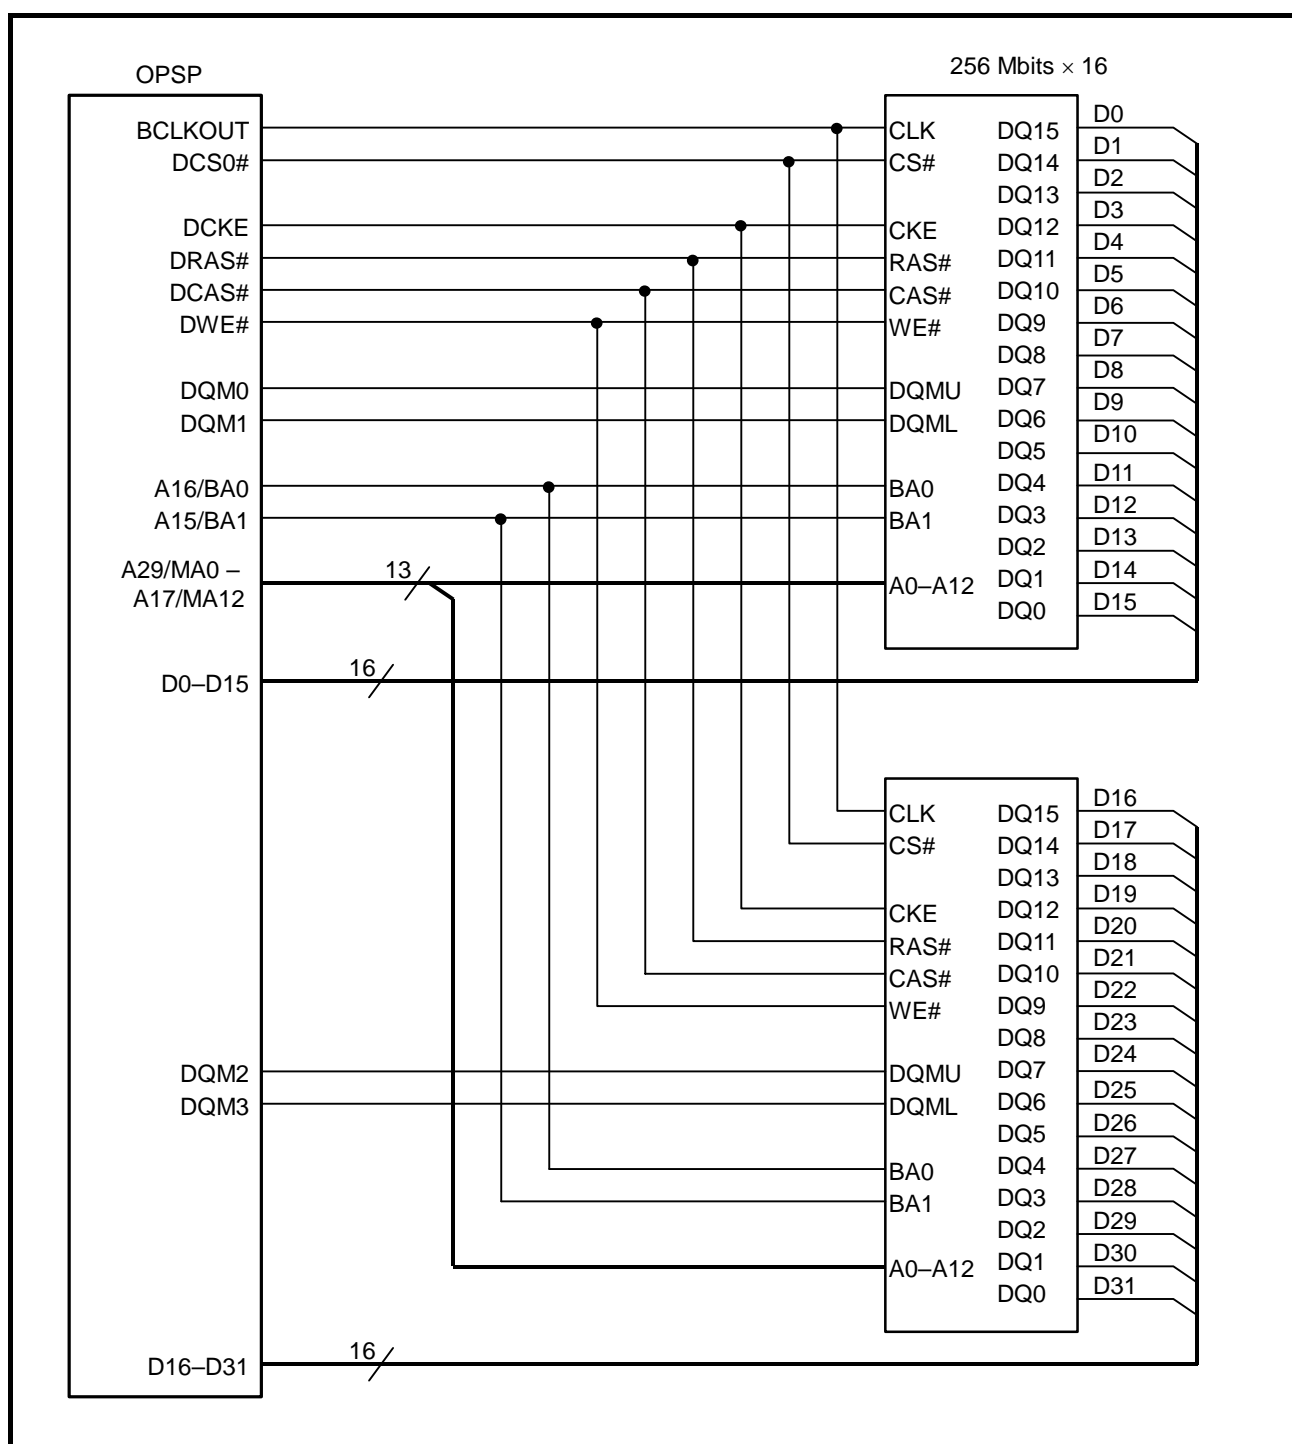 OPSP
256 Mbits × 16
BCLKOUT
DCS0#
DCKE
DRAS#
DCAS#
DWE#
DQM0
DQM1
A16/BA0
A15/BA1
A29/MA0 –
A17/MA12
D0–D15
DQM2
DQM3
D16–D31
13
16
16
CLK
CS#
CKE
RAS#
CAS#
WE#
DQMU
DQML
BA0
BA1
A0–A12
DQ15
DQ14
DQ13
DQ12
DQ11
DQ10
DQ9
DQ8
DQ7
DQ6
DQ5
DQ4
DQ3
DQ2
DQ1
DQ0
D0
D1
D2
D3
D4
D5
D6
D7
D8
D9
D10
D11
D12
D13
D14
D15
CLK
CS#
CKE
RAS#
CAS#
WE#
DQMU
DQML
BA0
BA1
A0–A12
DQ15
DQ14
DQ13
DQ12
DQ11
DQ10
DQ9
DQ8
DQ7
DQ6
DQ5
DQ4
DQ3
DQ2
DQ1
DQ0
D16
D17
D18
D19
D20
D21
D22
D23
D24
D25
D26
D27
D28
D29
D30
D31